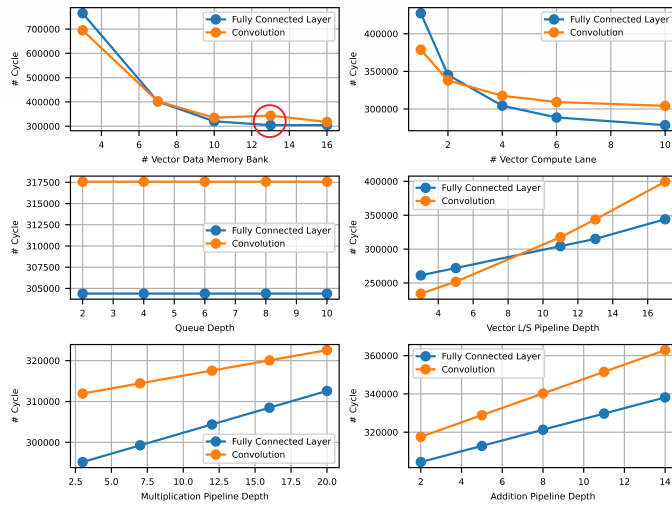 Fully Connected Layer
Convolution
# Cycle
700000
600000
500000
400000
300000
4 6 8 10 12 14 16
# Vector Data Memory Bank
Fully Connected Layer
Convolution
# Cycle
400000
350000
300000
2 4 6 8 10
# Vector Compute Lane
317500
315000
312500
310000
307500
305000
# Cycle
Fully Connected Layer
Convolution
2 3 4 5 6 7 8 9 10
Queue Depth
400000
350000
300000
250000
# Cycle
Fully Connected Layer
Convolution
4 6 8 10 12 14 16
Vector L/S Pipeline Depth
320000
310000
300000
# Cycle
Fully Connected Layer
Convolution
2.5 5.0 7.5 10.0 12.5 15.0 17.5 20.0
Multiplication Pipeline Depth
360000
340000
320000
# Cycle
Fully Connected Layer
Convolution
2 4 6 8 10 12 14
Addition Pipeline Depth